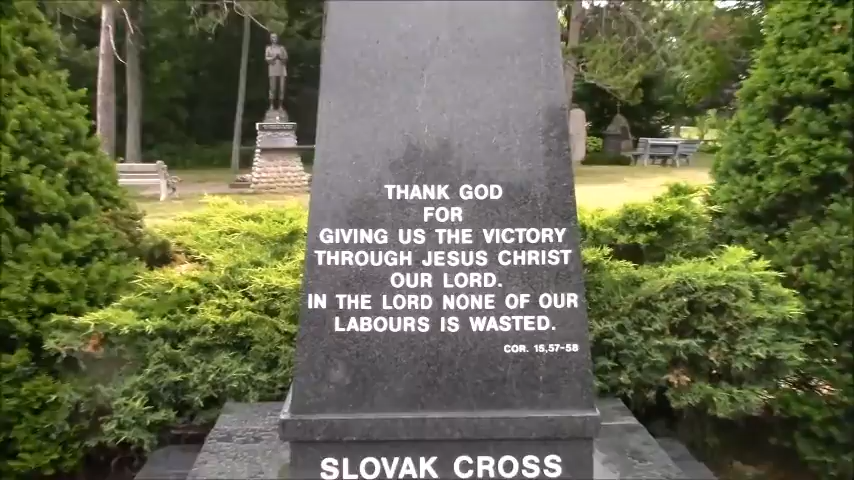 THANK GOD
FOR
GIVING US THE VICTORY
THROUGH JESUS CHRIST
OUR LORD.
IN THE LORD NONE OF OUR
LABOURS IS WASTED.
COR. 15,57-58
SLOVAK CROSS